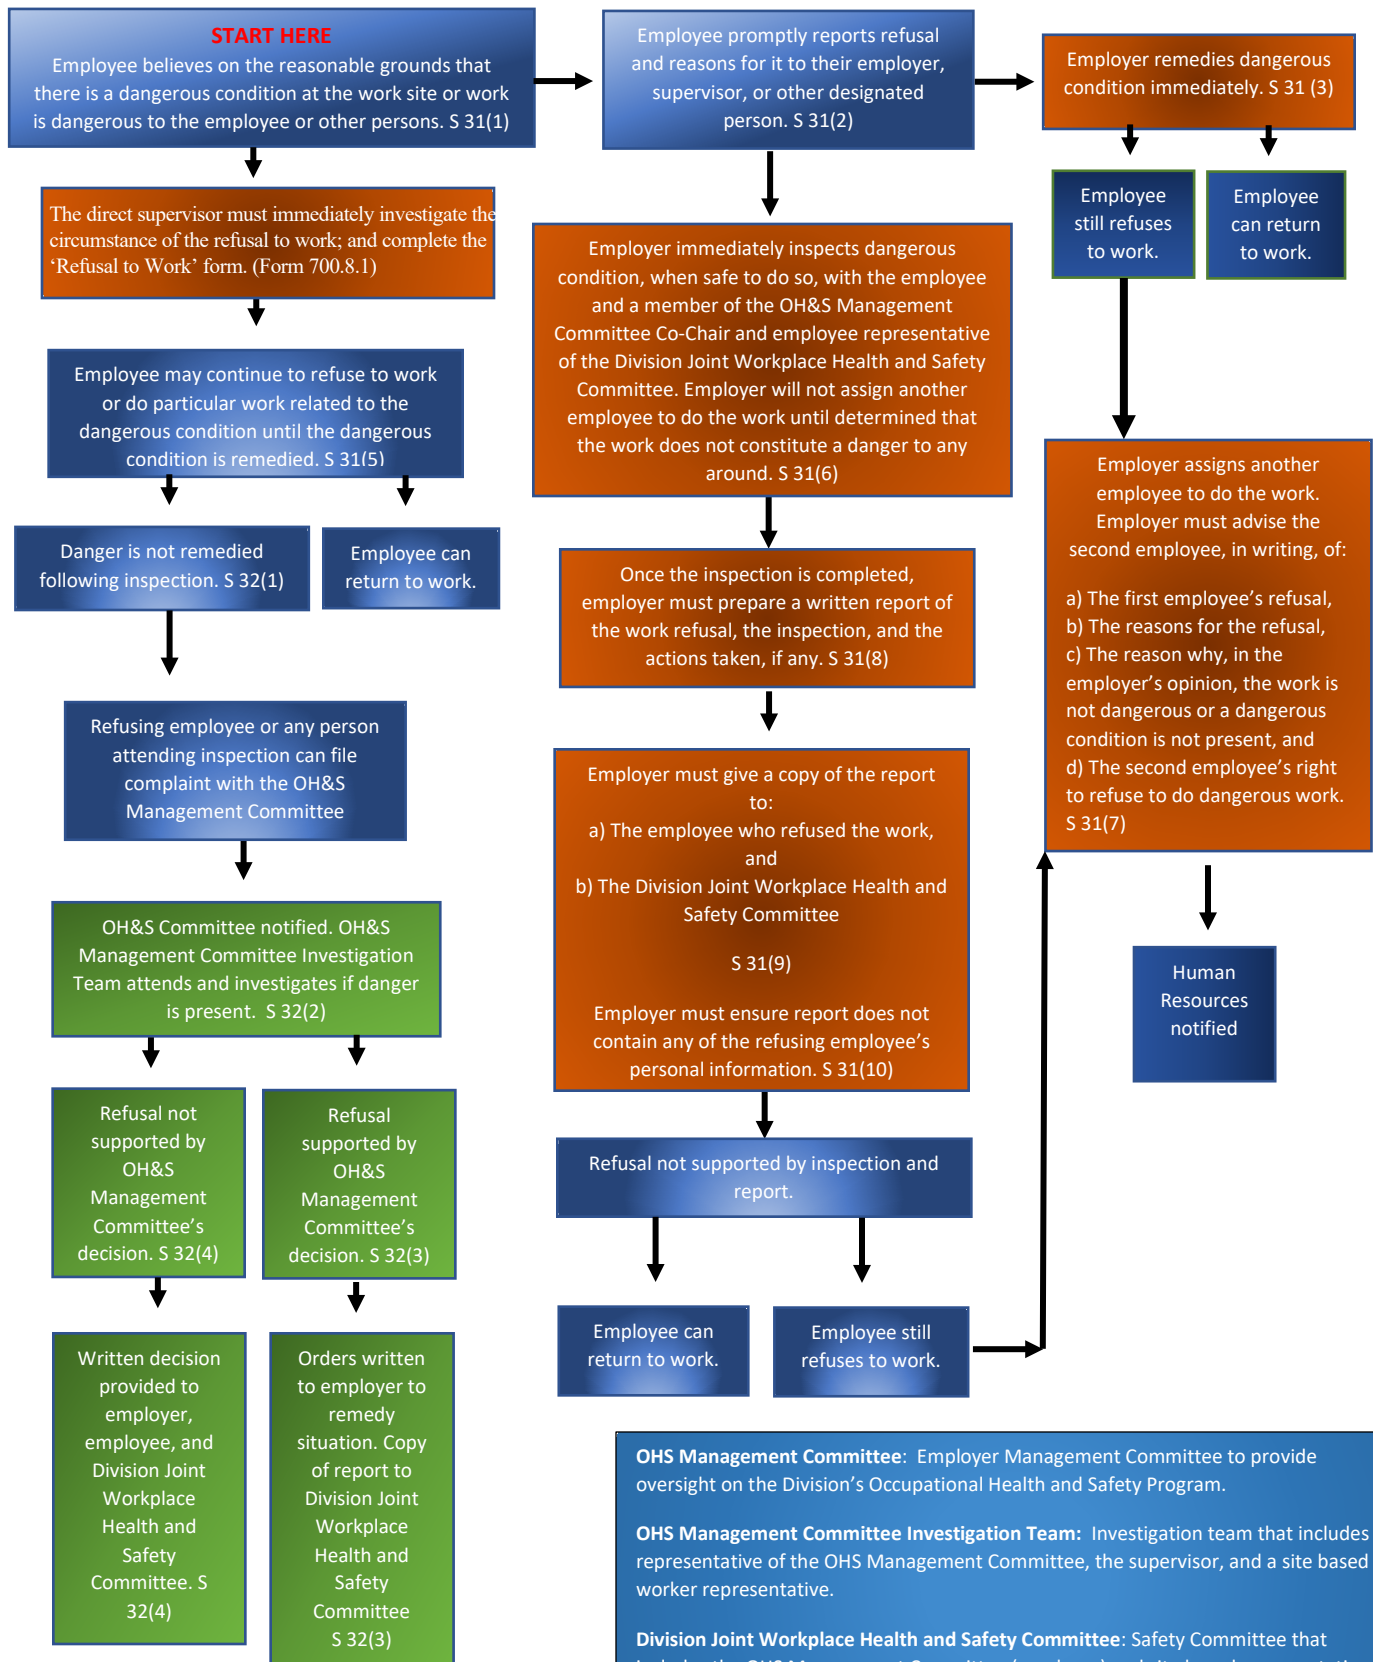 START HERE
Employee believes on the reasonable grounds that
there is a dangerous condition at the work site or work
is dangerous to the employee or other persons. S 31(1)
Employee promptly reports refusal
and reasons for it to their employer,
supervisor, or other designated
person. S 31(2)
Employer remedies dangerous
condition immediately. S 31 (3)
Employee
still refuses
to work.
Employee
can return
to work.
The direct supervisor must immediately investigate the
circumstance of the refusal to work; and complete the
‘Refusal to Work’ form. (Form 700.8.1)
Employee may continue to refuse to work
or do particular work related to the
dangerous condition until the dangerous
condition is remedied. S 31(5)
Danger is not remedied
following inspection. S 32(1)
Employee can
return to work.
Refusing employee or any person
attending inspection can file
complaint with the OH&S
Management Committee
OH&S Committee notified. OH&S
Management Committee Investigation
Team attends and investigates if danger
is present.  S 32(2)
Refusal not
supported by
OH&S
Management
Committee’s
decision. S 32(4)
Refusal
supported by
OH&S
Management
Committee’s
decision. S 32(3)
Written decision
provided to
employer,
employee, and
Division Joint
Workplace
Health and
Safety
Committee. S
32(4)
Orders written
to employer to
remedy
situation. Copy
of report to
Division Joint
Workplace
Health and
Safety
Committee
S 32(3)
Employer immediately inspects dangerous
condition, when safe to do so, with the employee
and a member of the OH&S Management
Committee Co-Chair and employee representative
of the Division Joint Workplace Health and Safety
Committee. Employer will not assign another
employee to do the work until determined that
the work does not constitute a danger to any
around. S 31(6)
Once the inspection is completed,
employer must prepare a written report of
the work refusal, the inspection, and the
actions taken, if any. S 31(8)
Employer must give a copy of the report
to:
a) The employee who refused the work,
and
b) The Division Joint Workplace Health and
Safety Committee
S 31(9)
Employer must ensure report does not
contain any of the refusing employee’s
personal information. S 31(10)
Refusal not supported by inspection and
report.
Employee can
return to work.
Employee still
refuses to work.
Employer assigns another
employee to do the work.
Employer must advise the
second employee, in writing, of:
a) The first employee’s refusal,
b) The reasons for the refusal,
c) The reason why, in the
employer’s opinion, the work is
not dangerous or a dangerous
condition is not present, and
d) The second employee’s right
to refuse to do dangerous work.
S 31(7)
Human
Resources
notified
OHS Management Committee:  Employer Management Committee to provide
oversight on the Division’s Occupational Health and Safety Program.
OHS Management Committee Investigation Team:  Investigation team that includes
representative of the OHS Management Committee, the supervisor, and a site based
worker representative.
Division Joint Workplace Health and Safety Committee: Safety Committee that